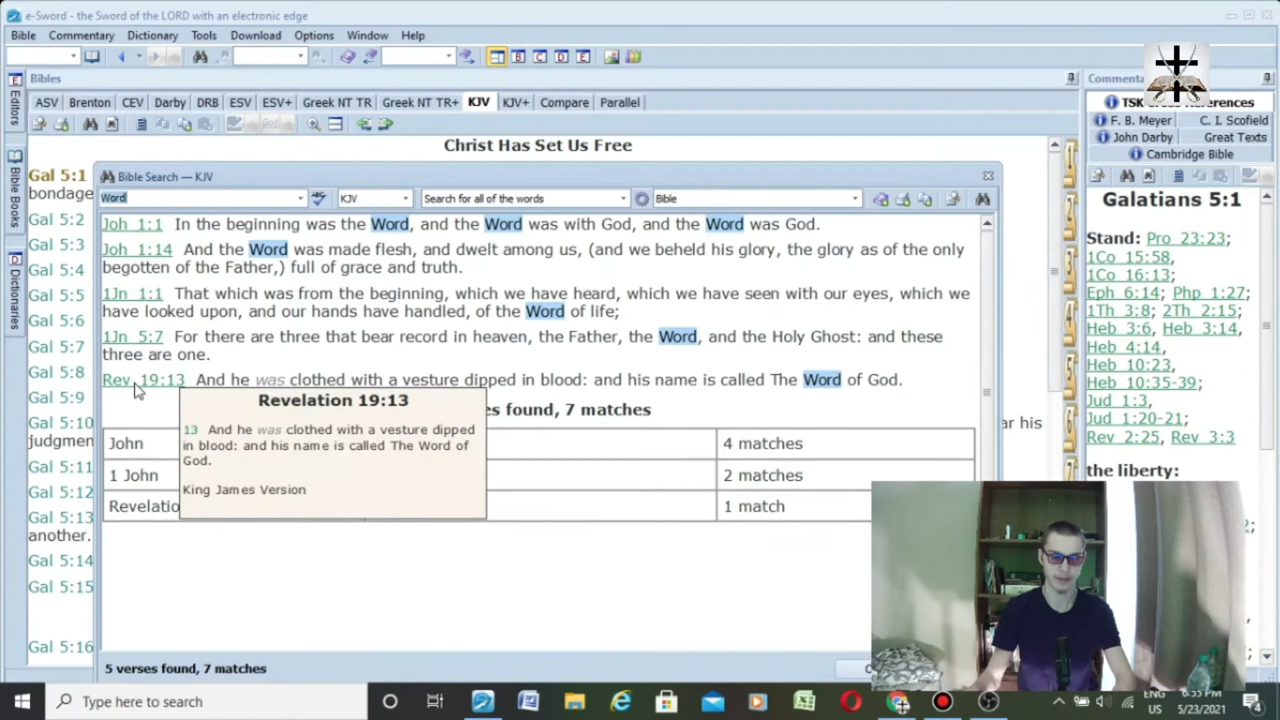 e-Sword - the Sword of the LORD with an electronic edge
Bible Commentary Dictionary Tools Download Options Window Help
B C D E
Bibles
Commenta
Editors
Bible Books
Dictionaries
ASV Brenton CEV Darby DRB ESV ESV+ Greek NT TR Greek NT TR+ KJV KJV+ Compare Parallel
Christ Has Set Us Free
Gal 5:1
bondage
Gal 5:2
Gal 5:3
Gal 5:4
Gal 5:5
Gal 5:6
Gal 5:7
Gal 5:8
Gal 5:9
Gal 5:10
judgmen
Gal 5:11
Gal 5:12
Gal 5:13
another.
Gal 5:14
Gal 5:15
Gal 5:16
ar his
Bible Search — KJV
Word KJV Search for all of the words Bible
Joh 1:1 In the beginning was the Word, and the Word was with God, and the Word was God.
Joh 1:14 And the Word was made flesh, and dwelt among us, (and we beheld his glory, the glory as of the only
begotten of the Father,) full of grace and truth.
1Jn 1:1 That which was from the beginning, which we have heard, which we have seen with our eyes, which we
have looked upon, and our hands have handled, of the Word of life;
1Jn 5:7 For there are three that bear record in heaven, the Father, the Word, and the Holy Ghost: and these
three are one.
Rev 19:13 And he was clothed with a vesture dipped in blood: and his name is called The Word of God.
es found, 7 matches
John 4 matches
1 John 2 matches
Revelatio 1 match
Revelation 19:13
13 And he was clothed with a vesture dipped
in blood: and his name is called The Word of
God.
King James Version
5 verses found, 7 matches
TSK Cross References
F. B. Meyer C. I. Scofield
John Darby Great Texts
Cambridge Bible
Galatians 5:1
Stand: Pro 23:23;
1Co 15:58,
1Co 16:13;
Eph 6:14; Php 1:27;
1Th 3:8; 2Th 2:15;
Heb 3:6, Heb 3:14,
Heb 4:14
Heb 10:23,
Heb 10:35-39;
Jud 1:3,
Jud 1:20-21;
Rev 2:25, Rev 3:3
the liberty:
Type here to search
ENG
US
6:55 PM
5/23/2021
4